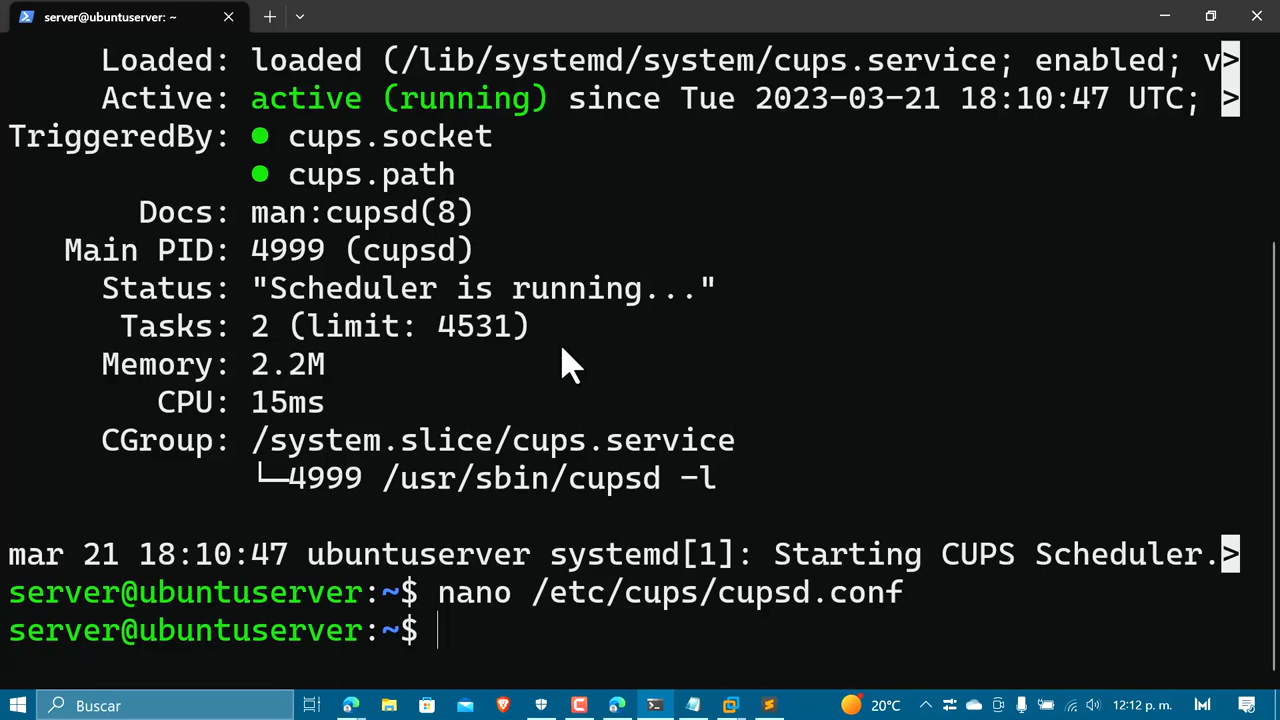 server@ubuntuserver: ~
Loaded: loaded (/lib/systemd/system/cups.service; enabled; v>
Active: active (running) since Tue 2023-03-21 18:10:47 UTC; >
TriggeredBy: ● cups.socket
● cups.path
Docs: man:cupsd(8)
Main PID: 4999 (cupsd)
Status: "Scheduler is running..."
Tasks: 2 (limit: 4531)
Memory: 2.2M
CPU: 15ms
CGroup: /system.slice/cups.service
└─4999 /usr/sbin/cupsd -l
mar 21 18:10:47 ubuntuserver systemd[1]: Starting CUPS Scheduler.>
server@ubuntuserver:~$ nano /etc/cups/cupsd.conf
server@ubuntuserver:~$
Buscar
20°C
12:12 p. m.